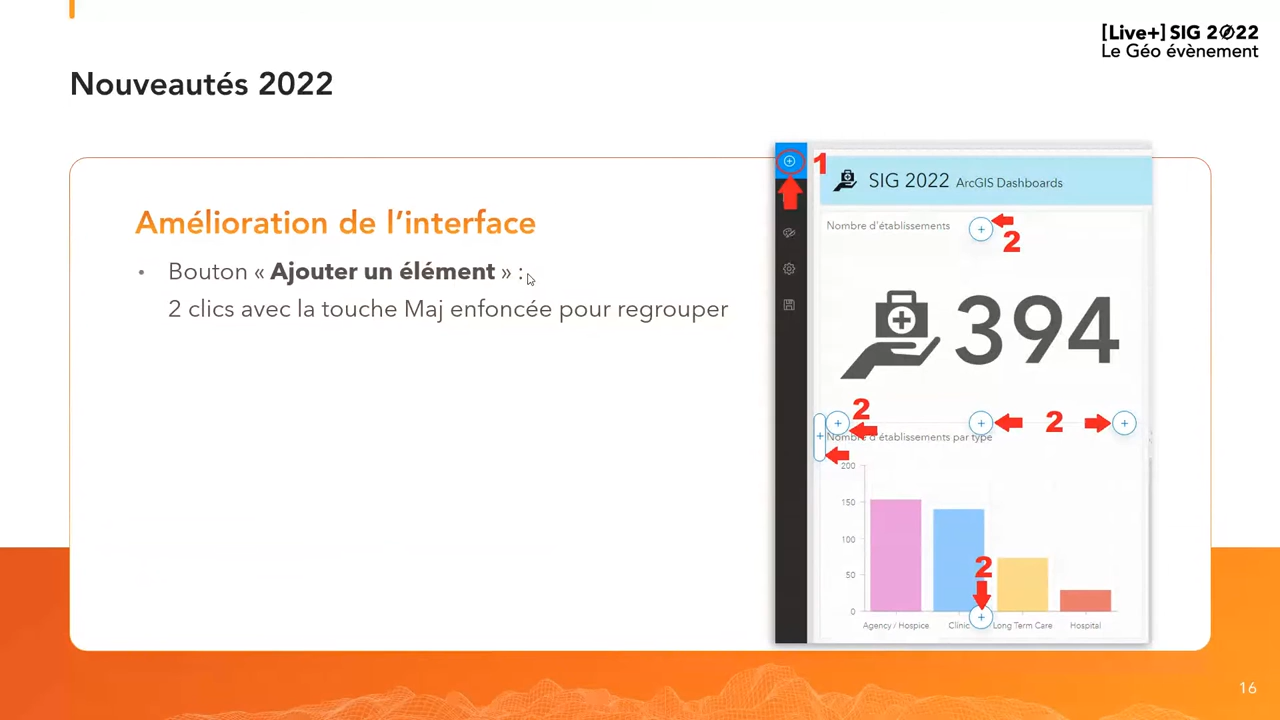 [Live+] SIG 2022
Le Géo évènement
Nouveautés 2022
Amélioration de l'interface
• Bouton « Ajouter un élément » :
2 clics avec la touche Maj enfoncée pour regrouper
1
SIG 2022 ArcGIS Dashboards
Nombre d'établissements
2
394
2
2
Nombre d'établissements par type
200
150
100
50
0
2
Agency / Hospice
Clinic
Long Term Care
Hospital
16